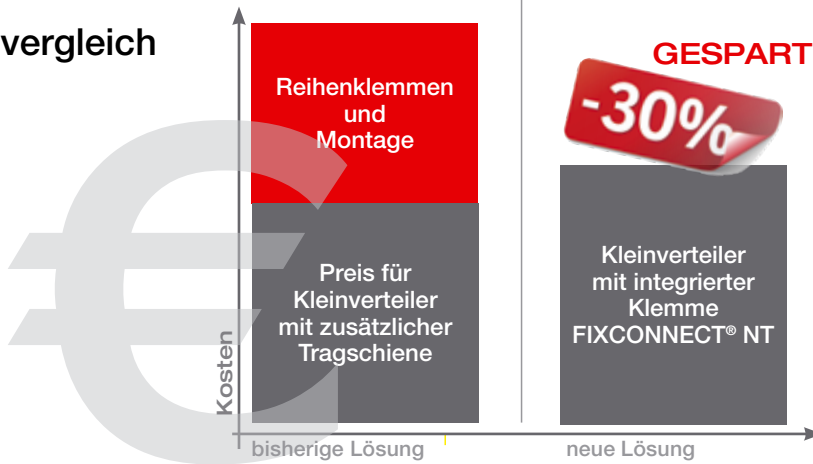 vergleich
Reihenklemmen
und
Montage
Preis für
Kleinverteiler
mit zusätzlicher
Tragschiene
GESPART
-30%
Kleinverteiler
mit integrierter
Klemme
FIXCONNECT® NT
Kosten
€
bisherige Lösung
neue Lösung